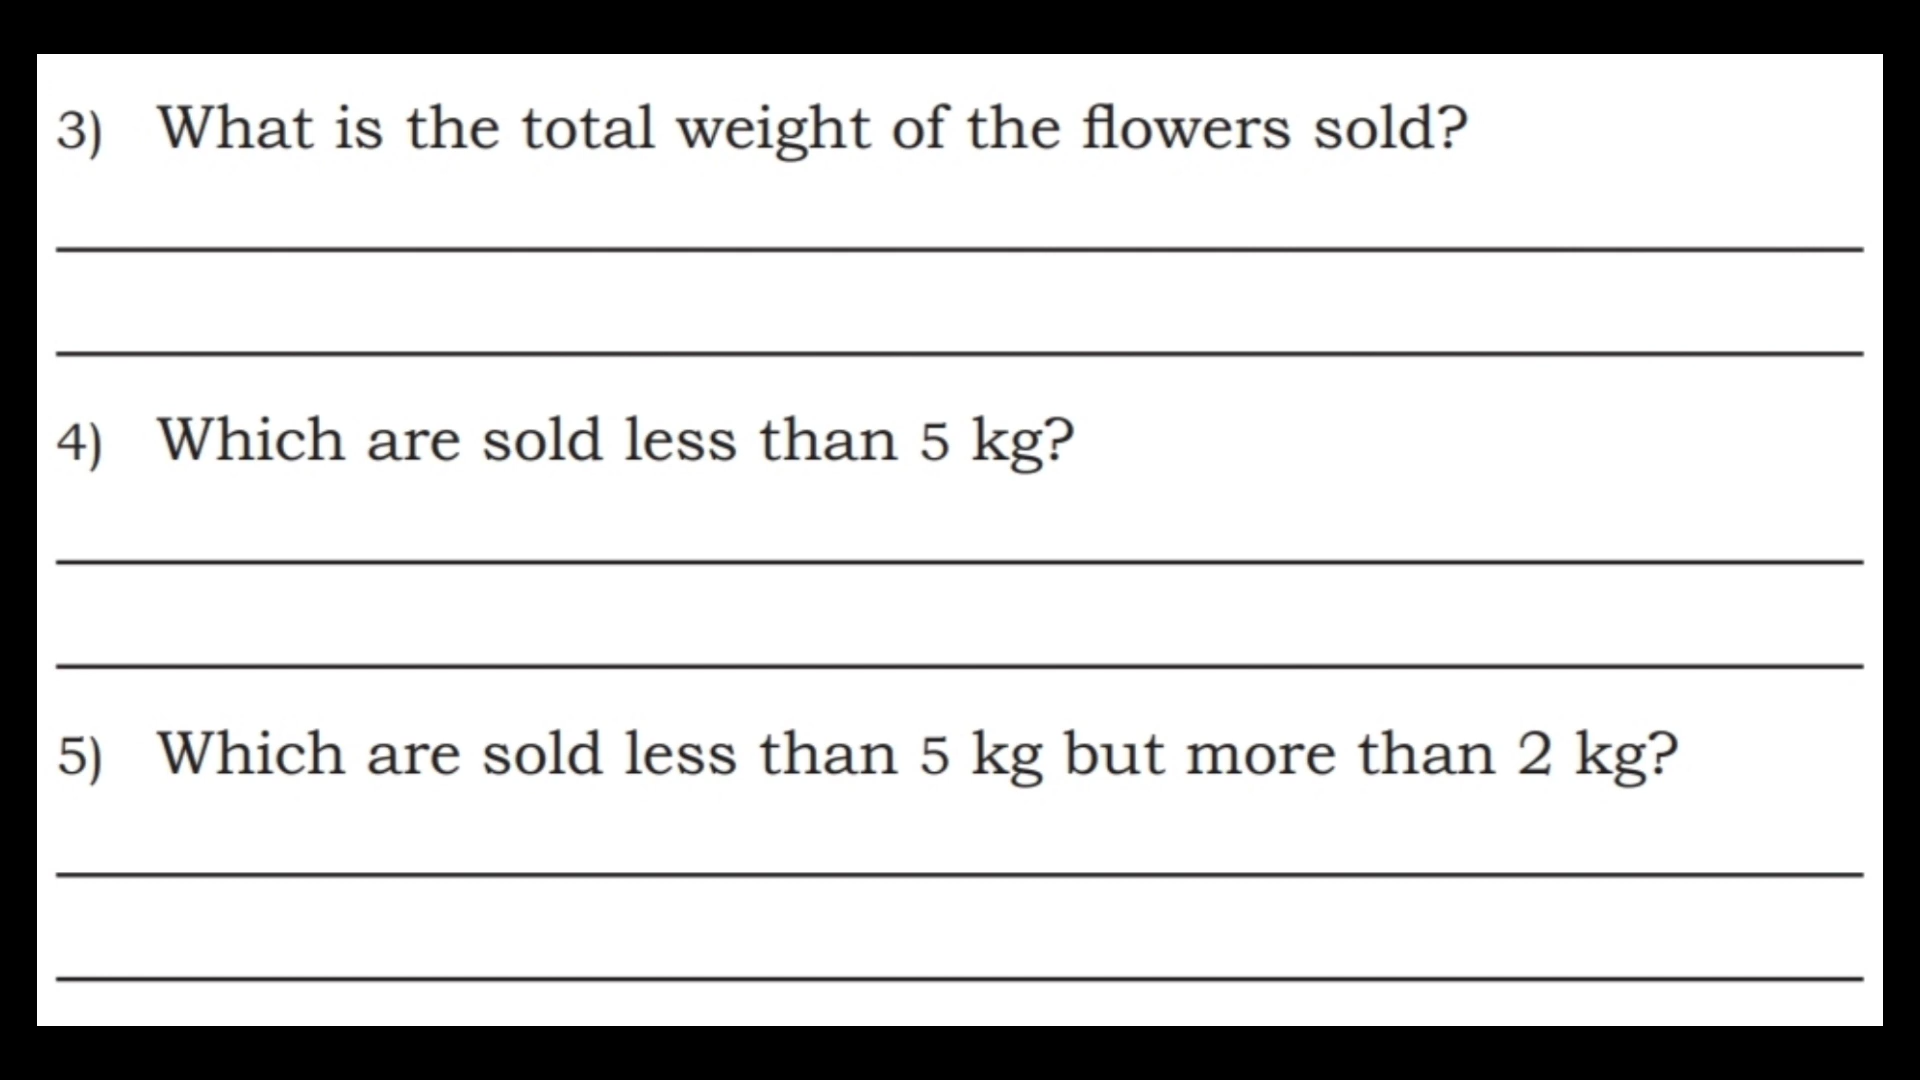 3) What is the total weight of the flowers sold?
4) Which are sold less than 5 kg?
5) Which are sold less than 5 kg but more than 2 kg?